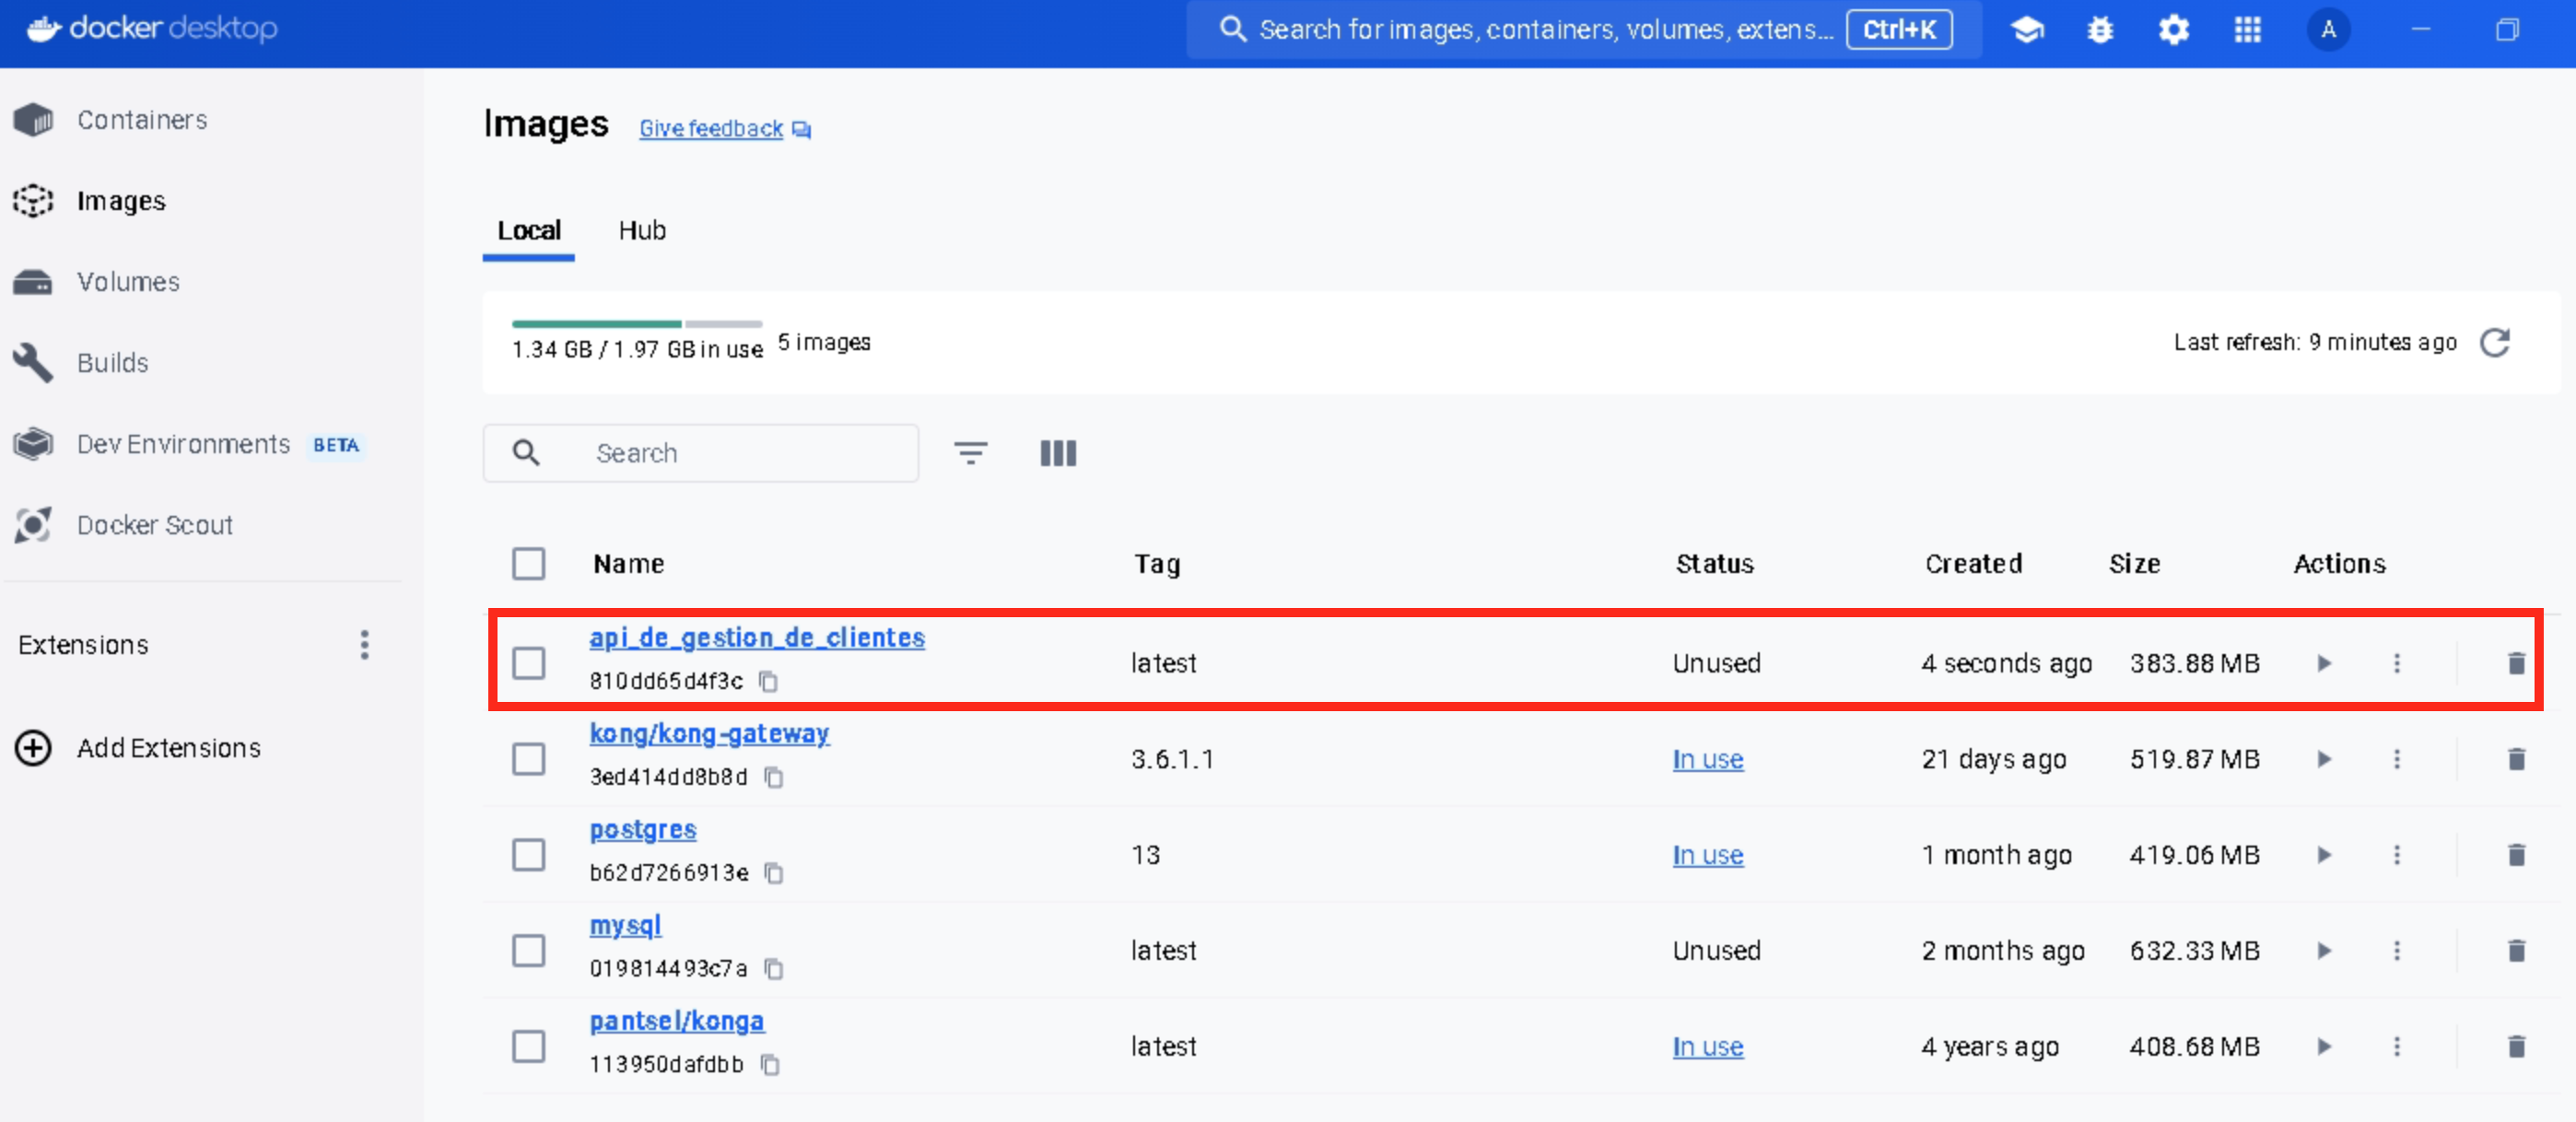 docker desktop
Search for images, containers, volumes, extens... Ctrl+K
A
Containers
Images
Volumes
Builds
Dev Environments BETA
Docker Scout
Extensions
Add Extensions
Images Give feedback
Local Hub
1.34 GB / 1.97 GB in use 5 images
Last refresh: 9 minutes ago
Search
Name Tag Status Created Size Actions
api_de_gestion_de_clientes
810dd65d4f3c
latest Unused 4 seconds ago 383.88 MB
kong/kong-gateway
3ed414dd8b8d
3.6.1.1 In use 21 days ago 519.87 MB
postgres
b62d7266913e
13 In use 1 month ago 419.06 MB
mysql
019814493c7a
latest Unused 2 months ago 632.33 MB
pantsel/konga
113950dafdbb
latest In use 4 years ago 408.68 MB